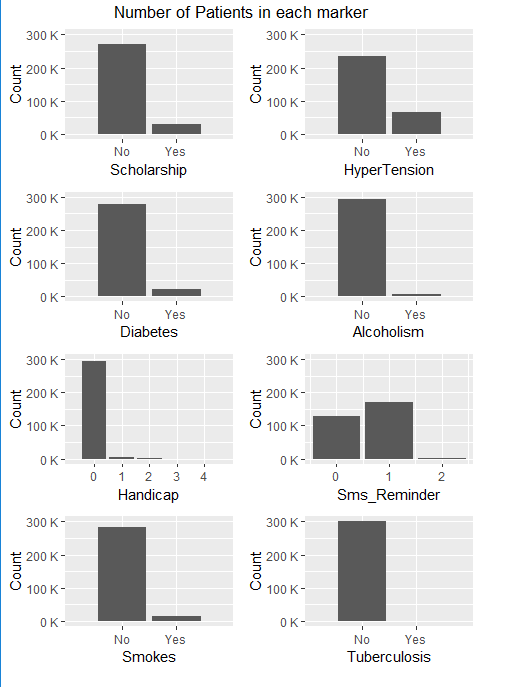 Number of Patients in each marker
Count
300 K
200 K
100 K
0 K
No Yes
Scholarship
Count
300 K
200 K
100 K
0 K
No Yes
HyperTension
Count
300 K
200 K
100 K
0 K
No Yes
Diabetes
Count
300 K
200 K
100 K
0 K
No Yes
Alcoholism
Count
300 K
200 K
100 K
0 K
0 1 2 3 4
Handicap
Count
300 K
200 K
100 K
0 K
0 1 2
Sms_Reminder
Count
300 K
200 K
100 K
0 K
No Yes
Smokes
Count
300 K
200 K
100 K
0 K
No Yes
Tuberculosis